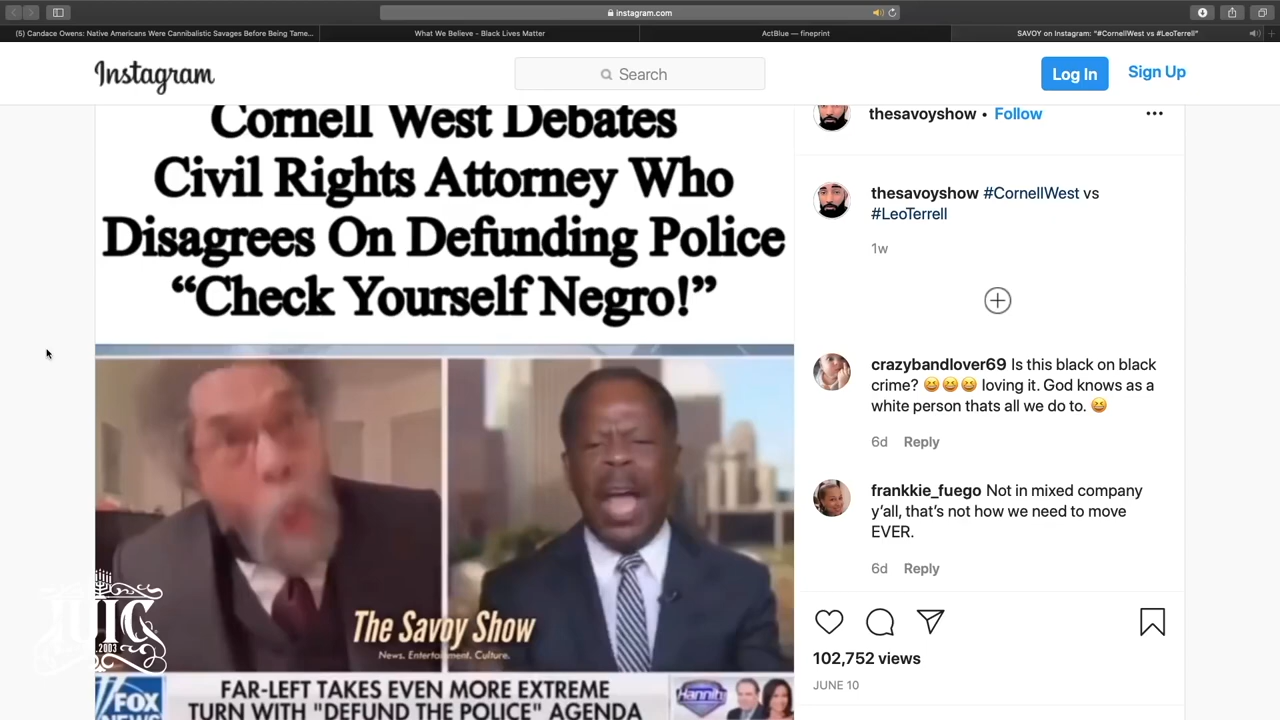 instagram.com
(5) Candace Owens: Native Americans Were Cannibalistic Savages Before Being Tame...
What We Believe - Black Lives Matter
ActBlue — fineprint
SAVOY on Instagram: "#CornellWest vs #LeoTerrell"
Instagram
Search
Log In
Sign Up
Cornell West Debates
Civil Rights Attorney Who
Disagrees On Defunding Police
“Check Yourself Negro!”
The Savoy Show
News. Entertainment. Culture.
FOX
NEWS
FAR-LEFT TAKES EVEN MORE EXTREME
TURN WITH "DEFUND THE POLICE" AGENDA
Hannity
IUIC
2003
thesavoyshow • Follow
thesavoyshow #CornellWest vs
#LeoTerrell
1w
crazybandlover69 Is this black on black
crime? 😆😆😆 loving it. God knows as a
white person thats all we do to. 😆
6d Reply
frankkie_fuego Not in mixed company
y’all, that’s not how we need to move
EVER.
6d Reply
102,752 views
JUNE 10